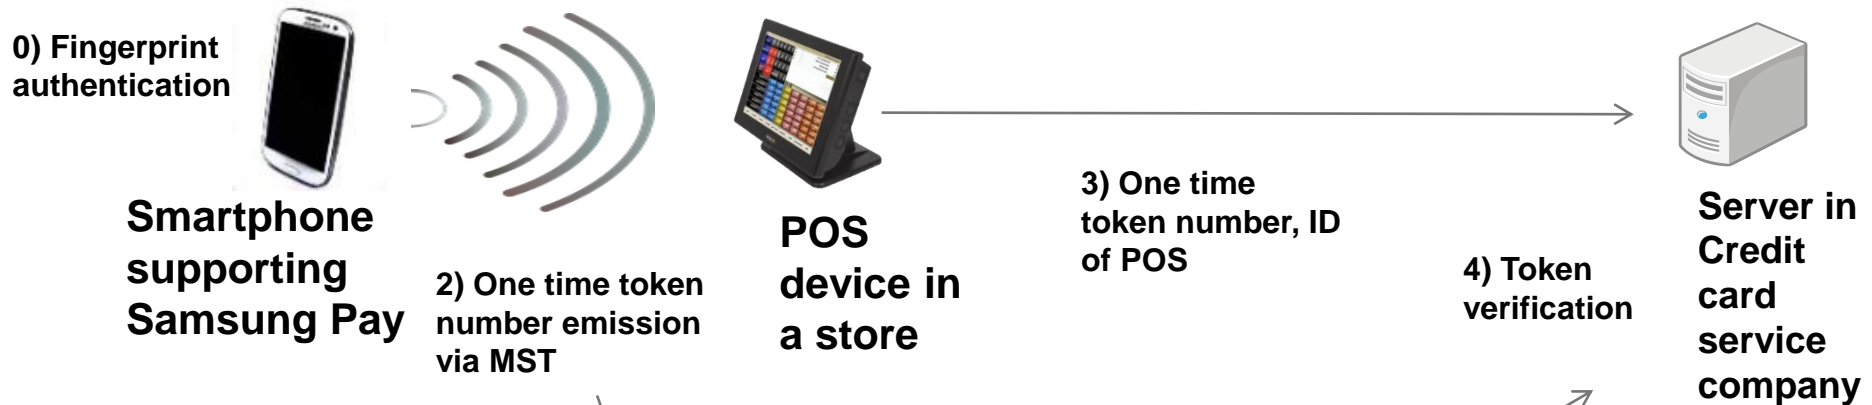 0) Fingerprint
authentication
Smartphone
supporting
Samsung Pay
2) One time token
number emission
via MST
POS
device in
a store
3) One time
token number, ID
of POS
4) Token
verification
Server in
Credit
card
service
company